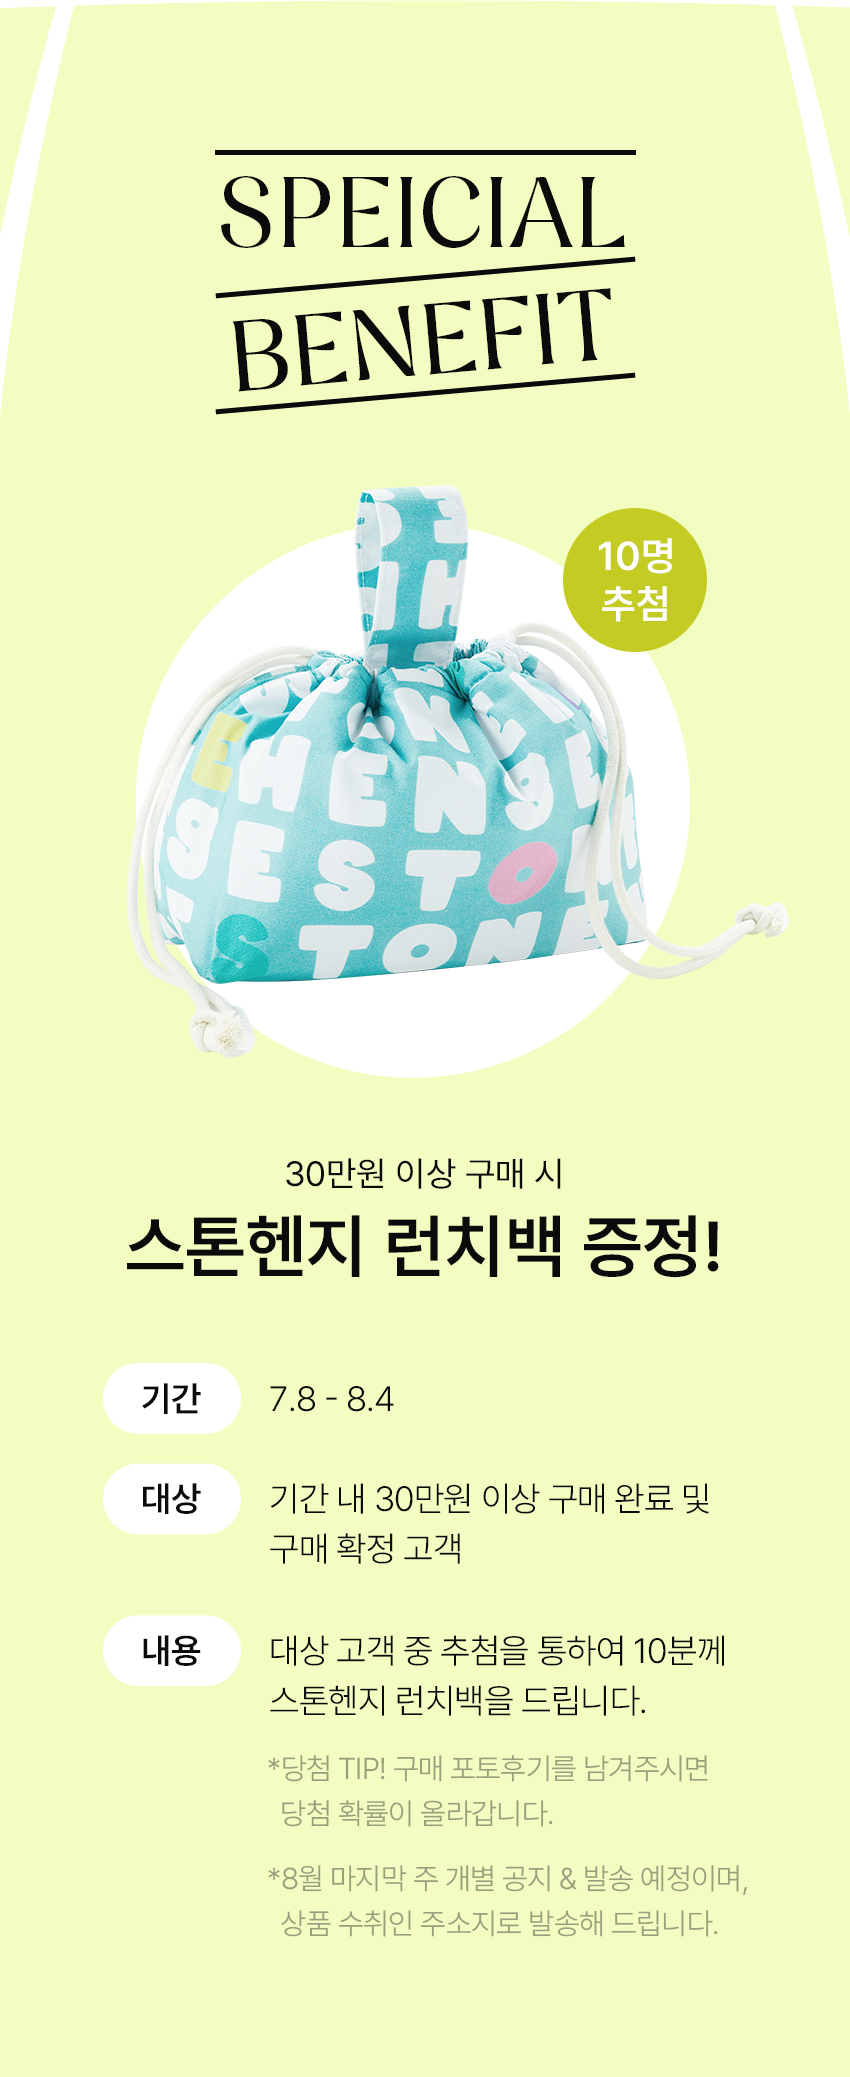 SPEICIAL
BENEFIT
10명
추첨
E H E N g E
g E S T O N
S T O N E
30만원 이상 구매 시
스톤헨지 런치백 증정!
기간
7.8 - 8.4
대상
기간 내 30만원 이상 구매 완료 및
구매 확정 고객
내용
대상 고객 중 추첨을 통하여 10분께
스톤헨지 런치백을 드립니다.
*당첨 TIP! 구매 포토후기를 남겨주시면
당첨 확률이 올라갑니다.
*8월 마지막 주 개별 공지 & 발송 예정이며,
상품 수취인 주소지로 발송해 드립니다.